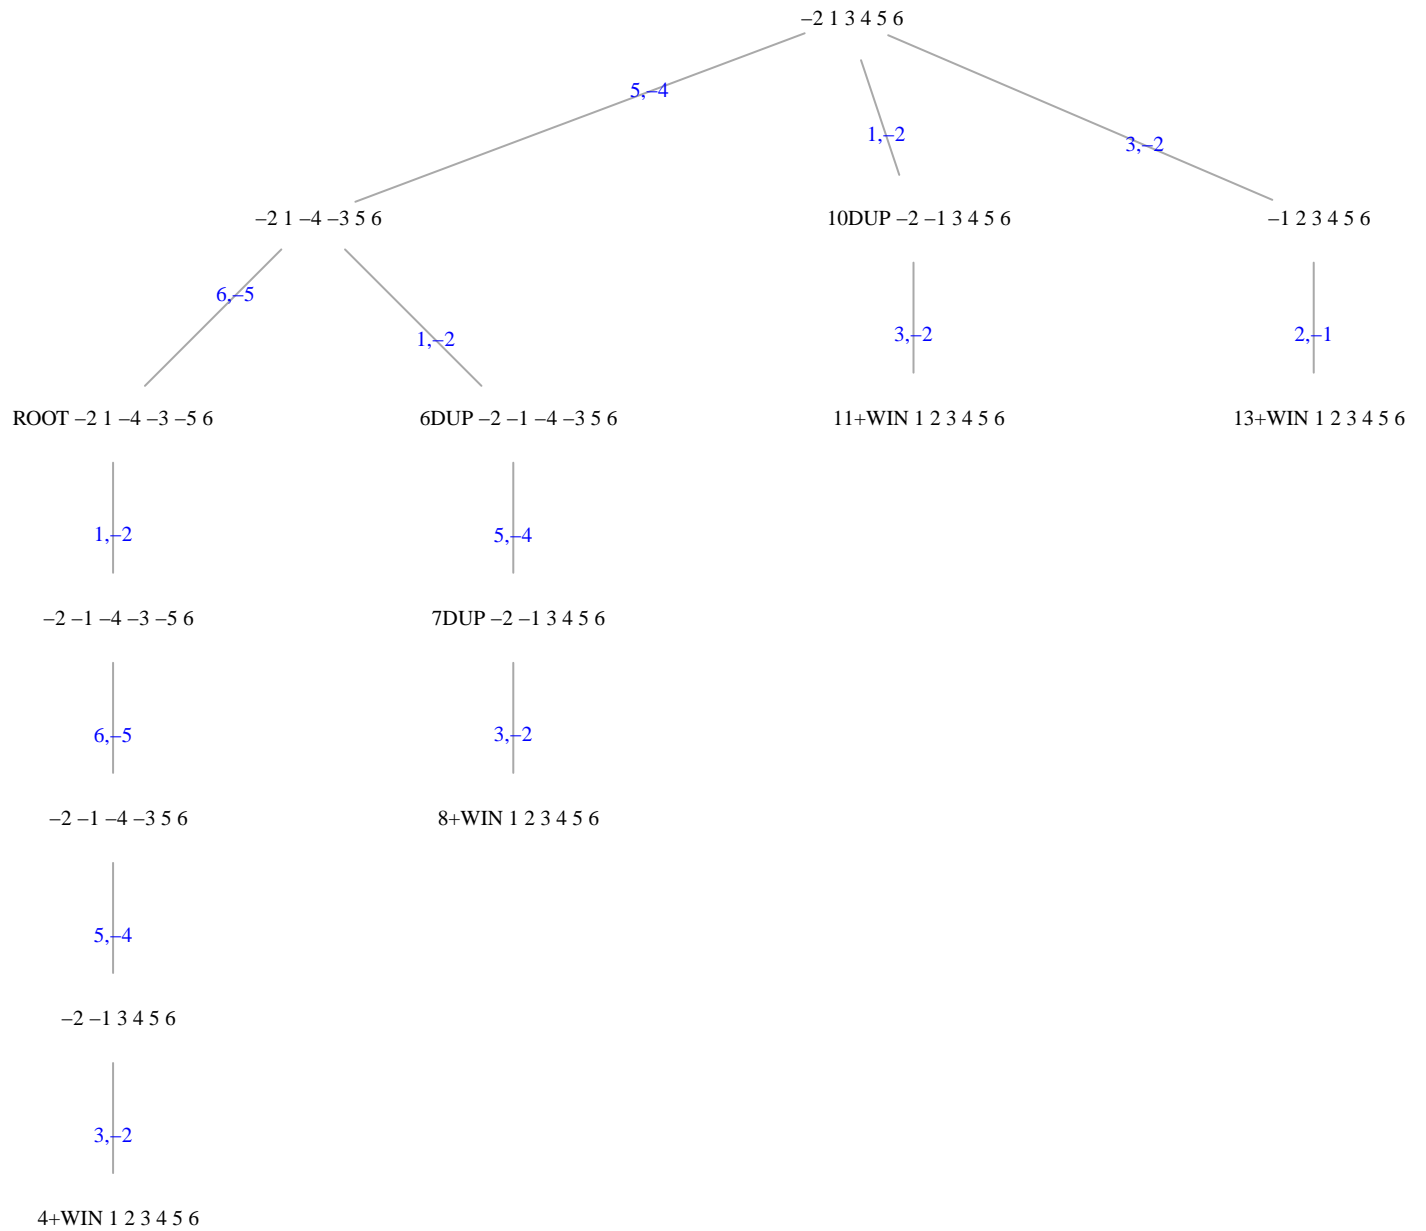 –2 1 3 4 5 6
5,–4
1,–2
3,–2
–2 1 –4 –3 5 6
10DUP –2 –1 3 4 5 6
–1 2 3 4 5 6
6,–5
1,–2
3,–2
2,–1
ROOT –2 1 –4 –3 –5 6
6DUP –2 –1 –4 –3 5 6
11+WIN 1 2 3 4 5 6
13+WIN 1 2 3 4 5 6
1,–2
5,–4
–2 –1 –4 –3 –5 6
7DUP –2 –1 3 4 5 6
6,–5
3,–2
–2 –1 –4 –3 5 6
8+WIN 1 2 3 4 5 6
5,–4
–2 –1 3 4 5 6
3,–2
4+WIN 1 2 3 4 5 6